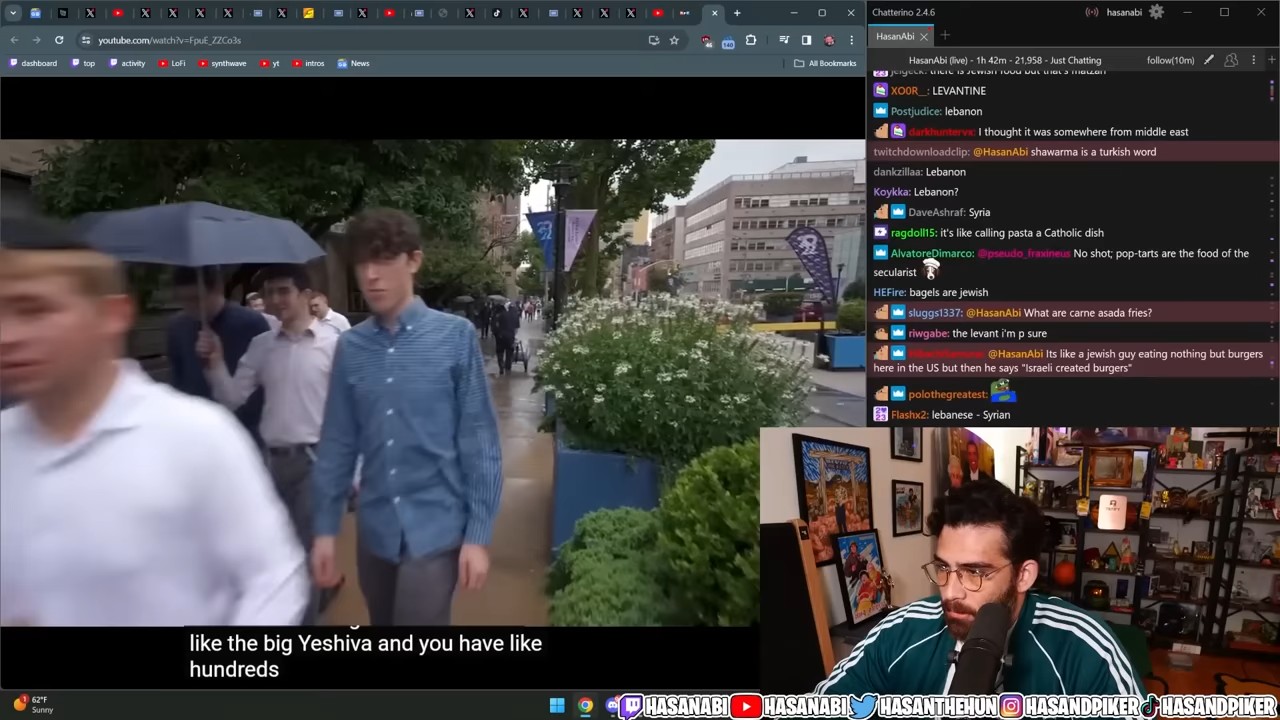 Chatterino 2.4.6
hasanabi
youtube.com/watch?v=FpuE_ZZCo3s
HasanAbi
dashboard
top
activity
LoFi
synthwave
yt
intros
News
All Bookmarks
HasanAbi (live) - 1h 42m - 21,958 - Just Chatting
follow(10m)
jeigeck: there is Jewish food but that's matzah
XO0R__: LEVANTINE
Postjudice: lebanon
darkhuntervx: I thought it was somewhere from middle east
twitchdownloadclip: @HasanAbi shawarma is a turkish word
dankzillaa: Lebanon
Koykka: Lebanon?
DaveAshraf: Syria
ragdoll15: it's like calling pasta a Catholic dish
AlvatoreDimarco: @pseudo_fraxineus No shot; pop-tarts are the food of the
secularist
HEFire: bagels are jewish
sluggs1337: @HasanAbi What are carne asada fries?
riwgabe: the levant i'm p sure
@HasanAbi Its like a jewish guy eating nothing but burgers
here in the US but then he says "Israeli created burgers"
polothegreatest:
Flashx2: lebanese - Syrian
like the big Yeshiva and you have like
hundreds
62°F
Sunny
HASANABI
HASANABI
HASANTHEHUN
HASANDPIKER
HASANDPIKER